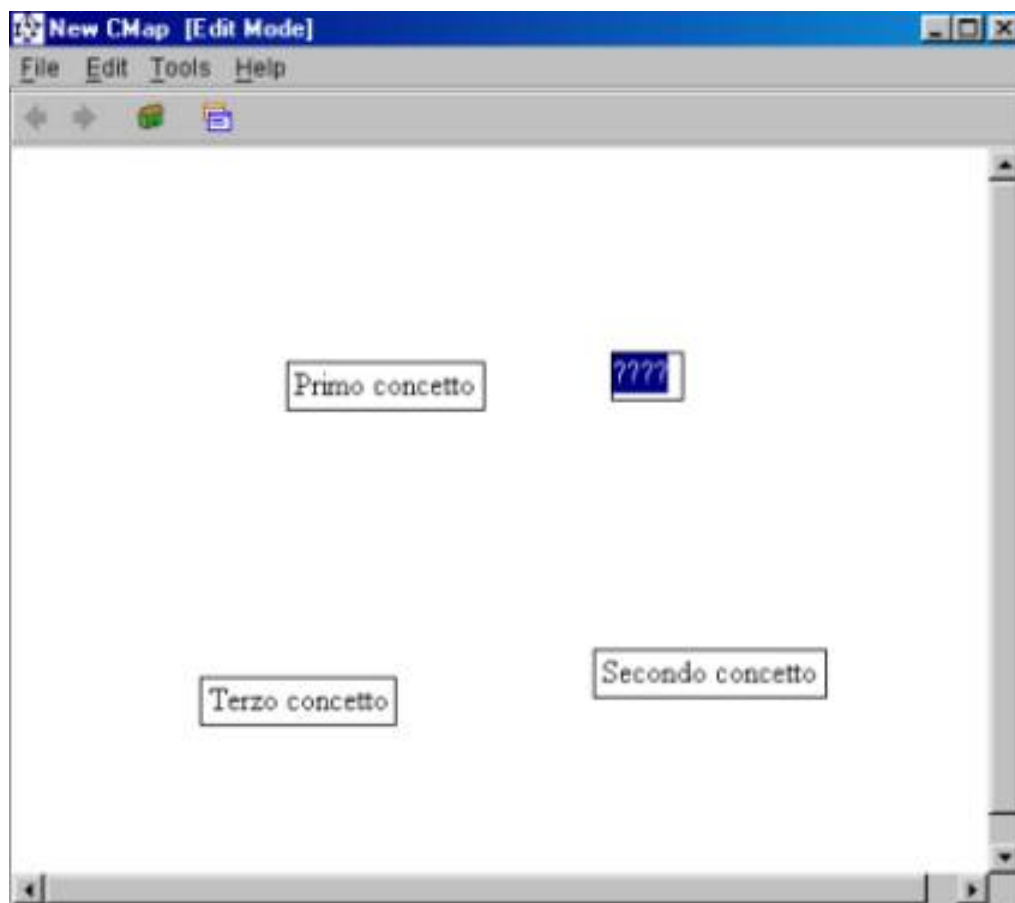 New CMap [Edit Mode]
File Edit Tools Help
Primo concetto
????
Secondo concetto
Terzo concetto